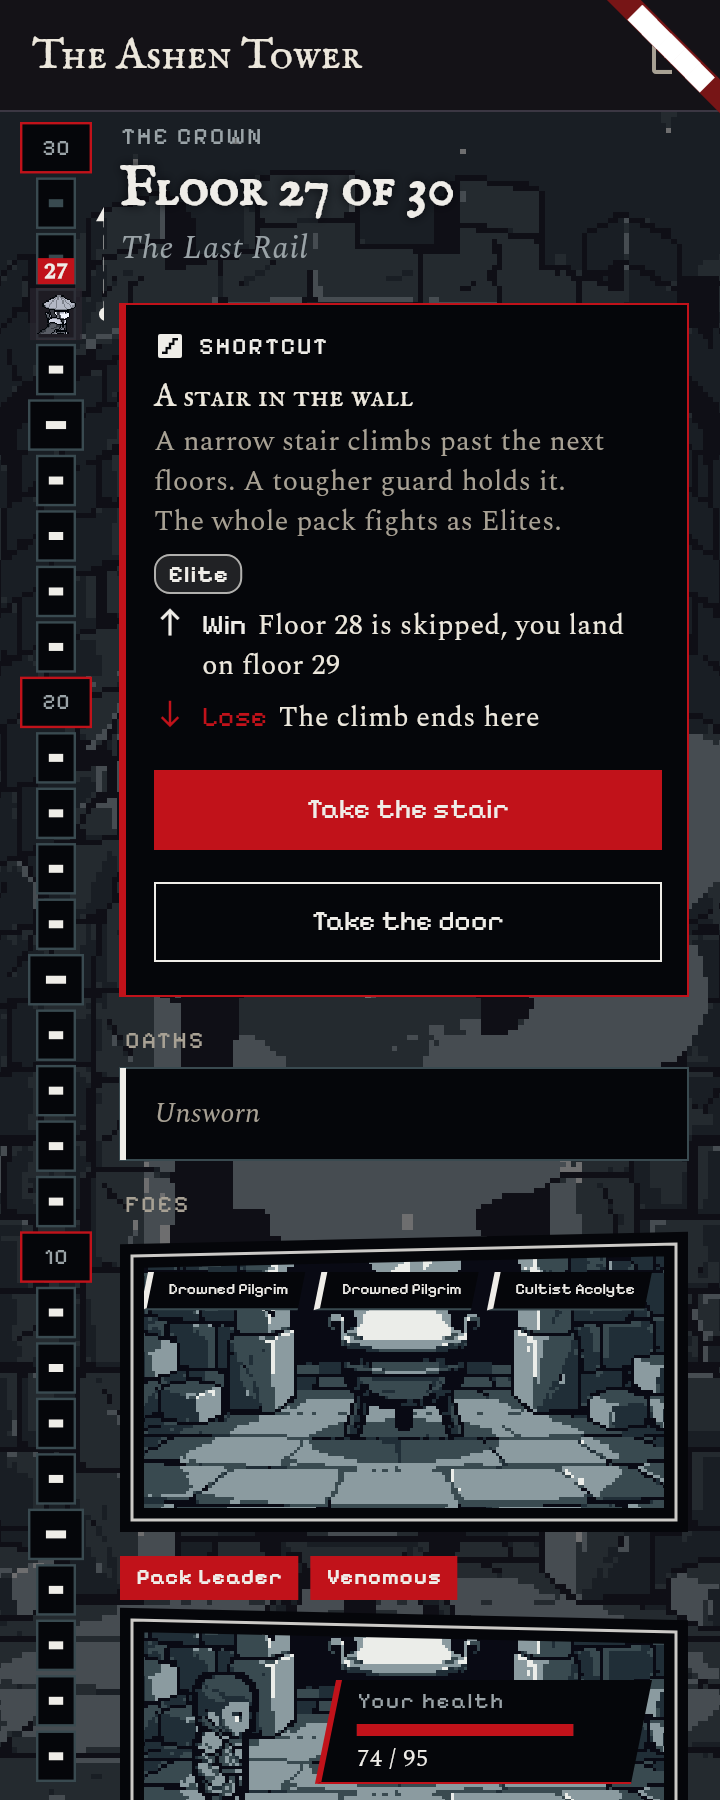 The Ashen Tower
30
THE CROWN
Floor 27 of 30
The Last Rail
27
SHORTCUT
A stair in the wall
A narrow stair climbs past the next
floors. A tougher guard holds it.
The whole pack fights as Elites.
Elite
Win Floor 28 is skipped, you land
on floor 29
Lose The climb ends here
20
Take the stair
Take the door
OATHS
Unsworn
FOES
10
Drowned Pilgrim
Drowned Pilgrim
Cultist Acolyte
Pack Leader
Venomous
Your health
74 / 95